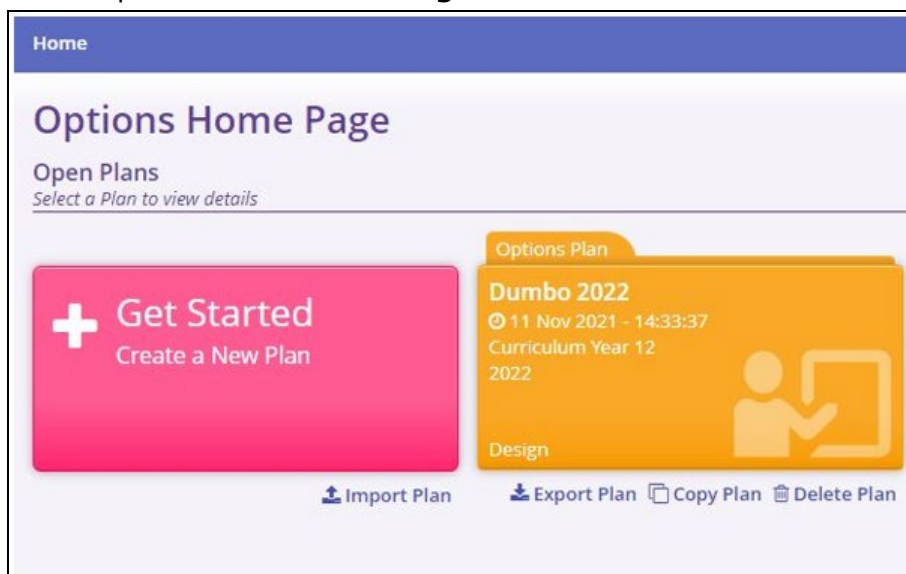 Home
Options Home Page
Open Plans
Select a Plan to view details
Get Started
Create a New Plan
Import Plan
Options Plan
Dumbo 2022
11 Nov 2021 - 14:33:37
Curriculum Year 12
2022
Design
Export Plan Copy Plan Delete Plan